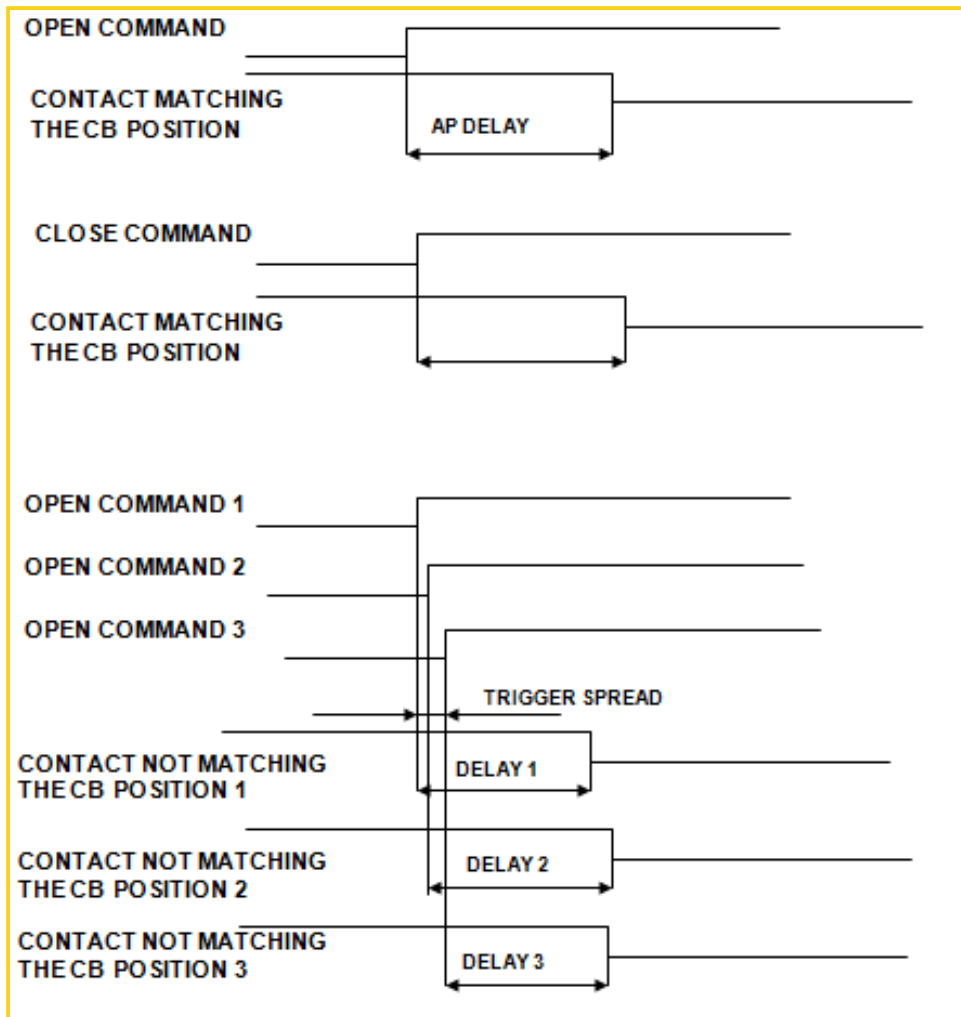 OPEN COMMAND
CONTACT MATCHING
THE CB POSITION
AP DELAY
CLOSE COMMAND
CONTACT MATCHING
THE CB POSITION
OPEN COMMAND 1
OPEN COMMAND 2
OPEN COMMAND 3
TRIGGER SPREAD
CONTACT NOT MATCHING
THE CB POSITION 1
DELAY 1
CONTACT NOT MATCHING
THE CB POSITION 2
DELAY 2
CONTACT NOT MATCHING
THE CB POSITION 3
DELAY 3